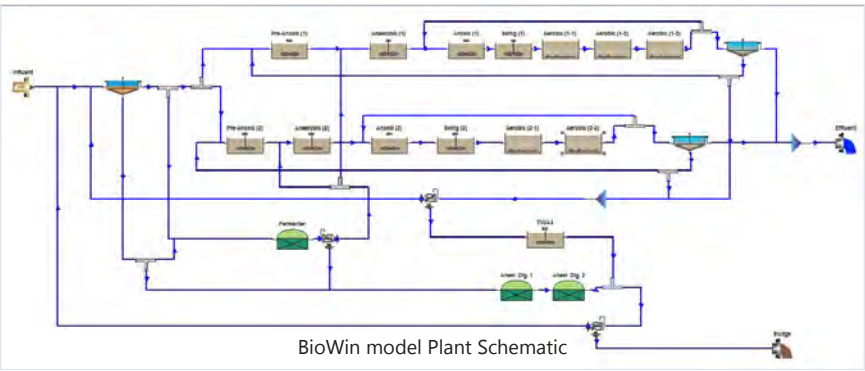 Pre-Anoxic (1)
Anaerobic (1)
Anoxic (1)
Swing (1)
Aerobic (1-1)
Aerobic (1-2)
Aerobic (1-3)
Influent
Pre-Anoxic (2)
Anaerobic (2)
Anoxic (2)
Swing (2)
Aerobic (2-1)
Aerobic (2-2)
Effluent
Fermenter
TWAS
Anaer. Dig. 1
Anaer. Dig. 2
Sludge
BioWin model Plant Schematic